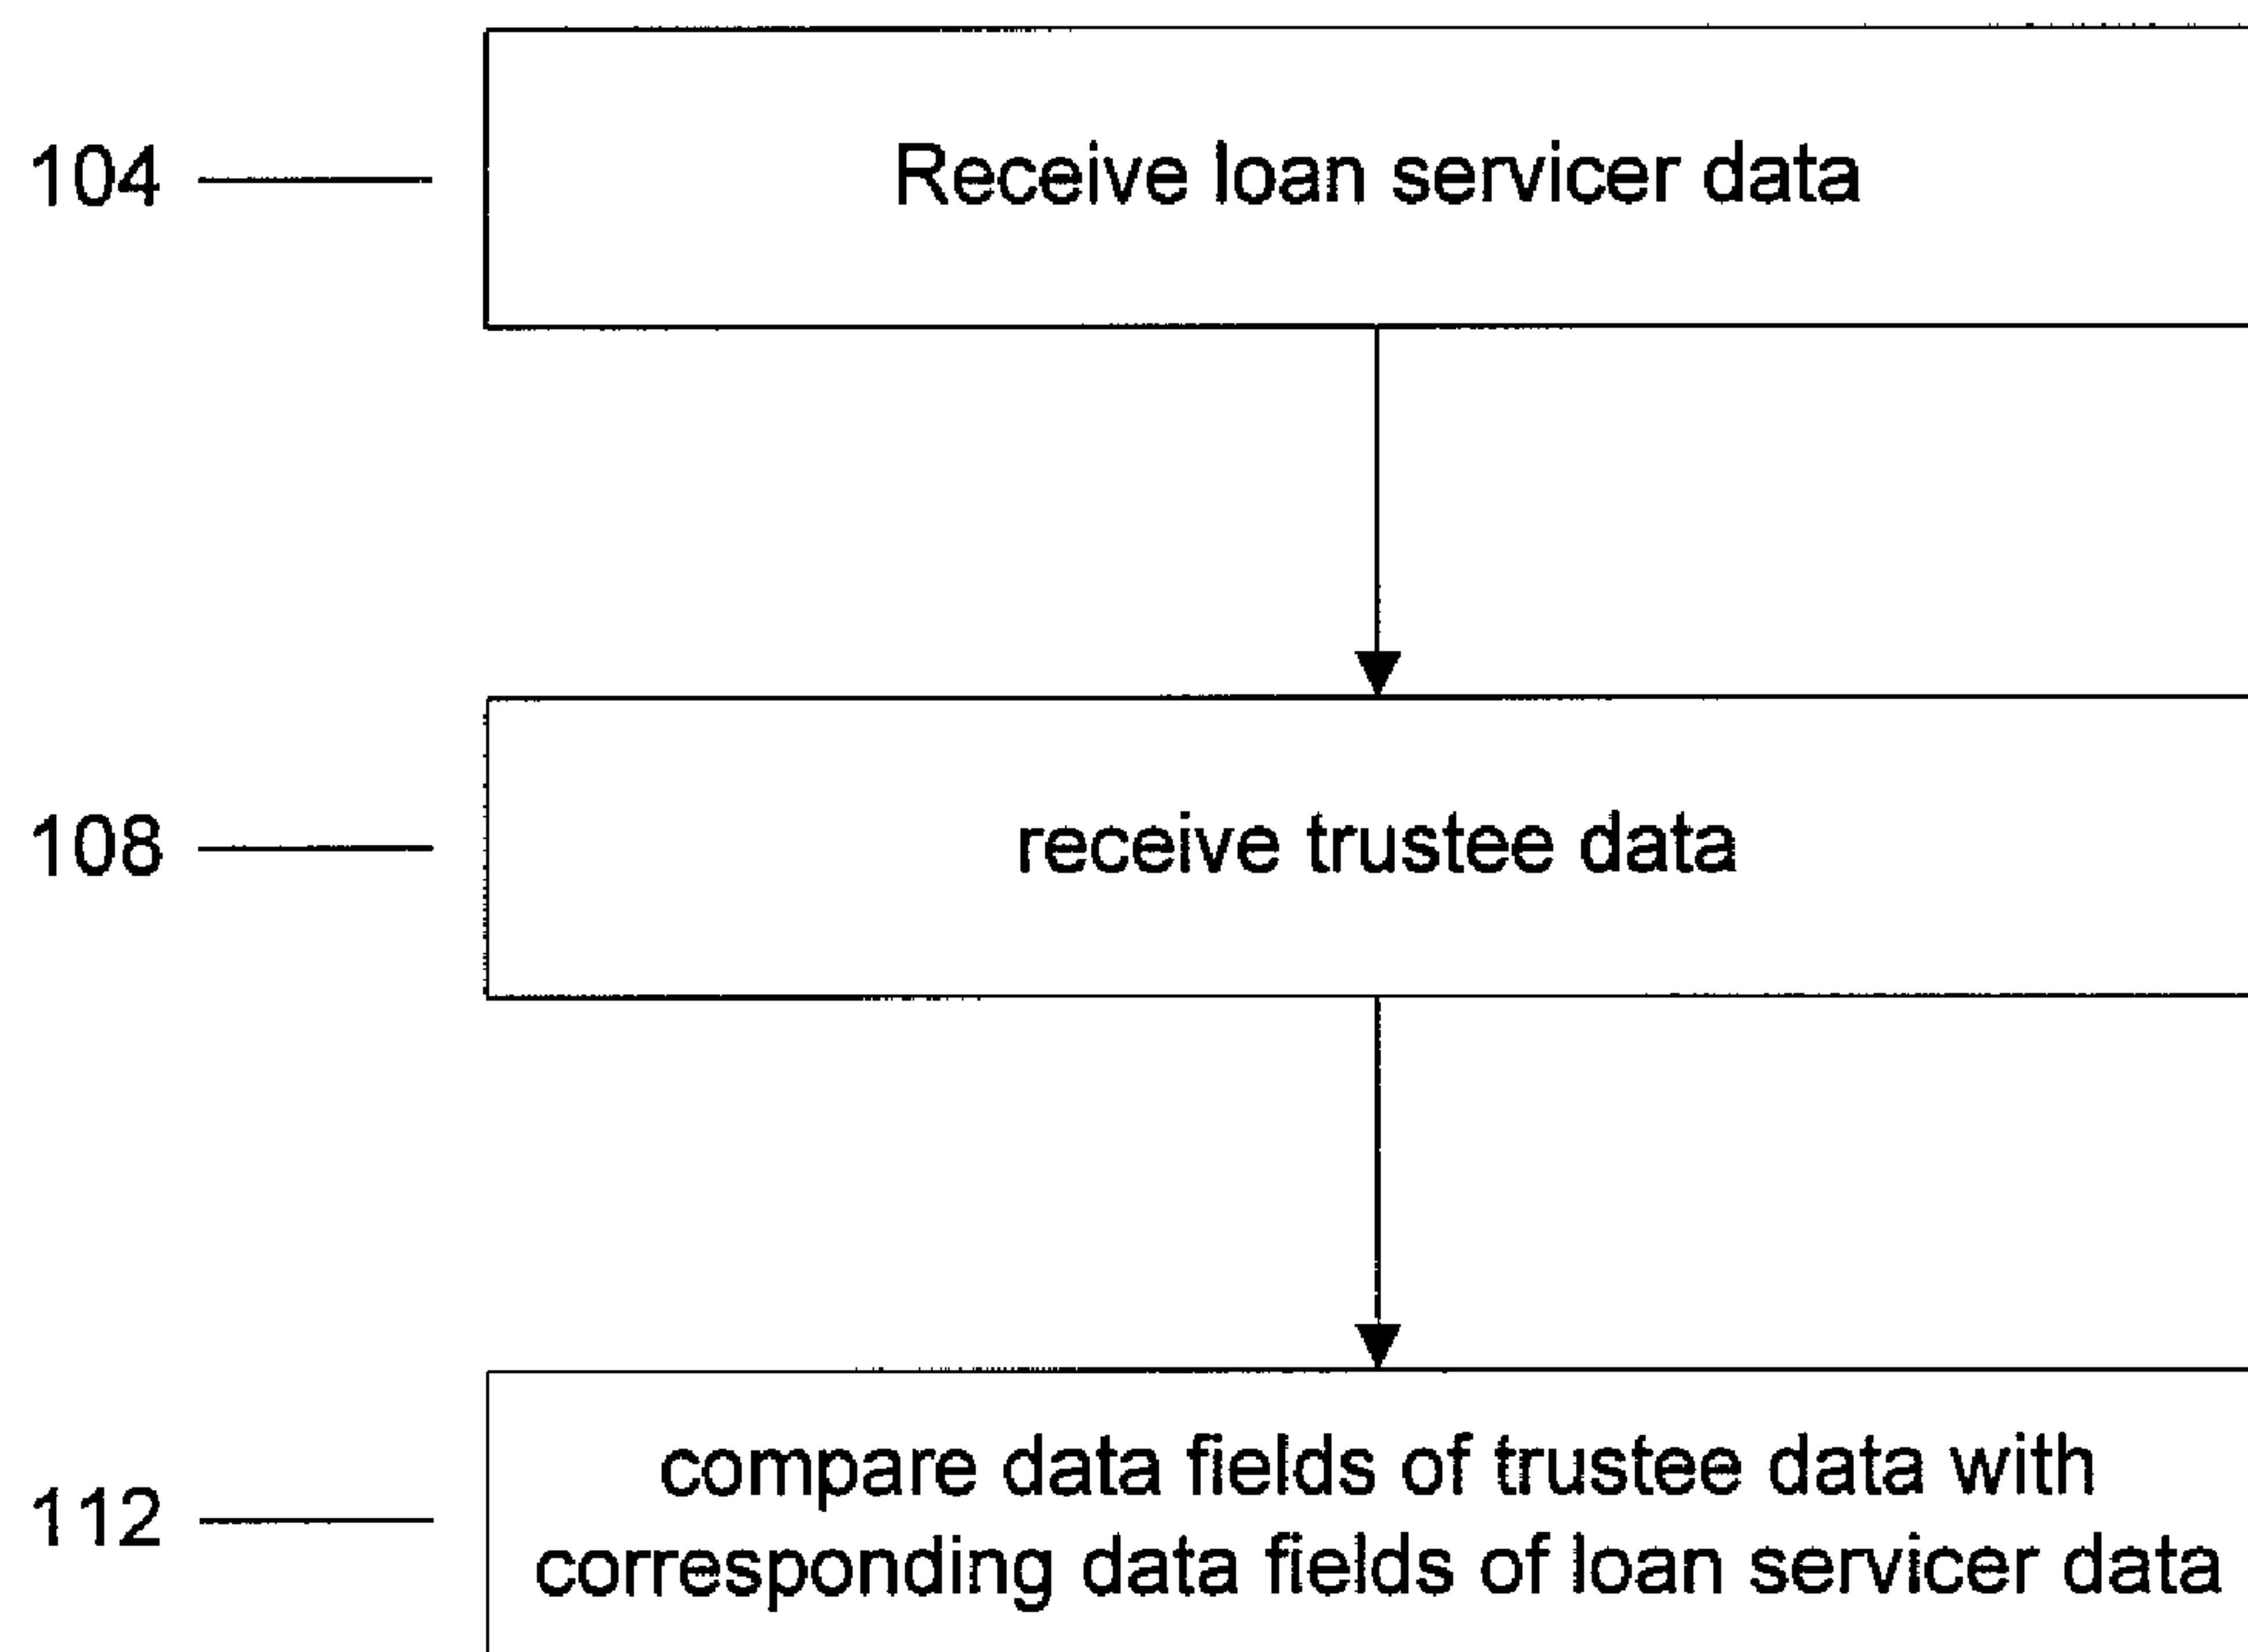 104
Receive loan servicer data
108
receive trustee data
112
compare data fields of trustee data with
corresponding data fields of loan servicer data